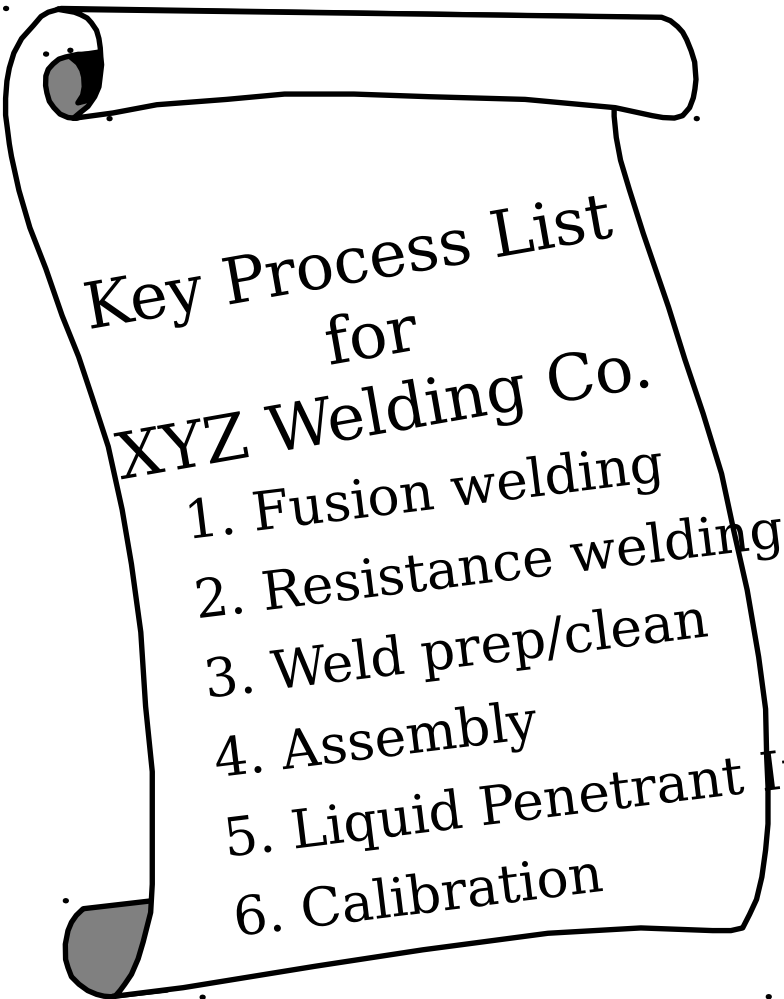 Key Process List
for
XYZ Welding Co.
1. Fusion welding
2. Resistance welding
3. Weld prep/clean
4. Assembly
5. Liquid Penetrant
6. Calibration